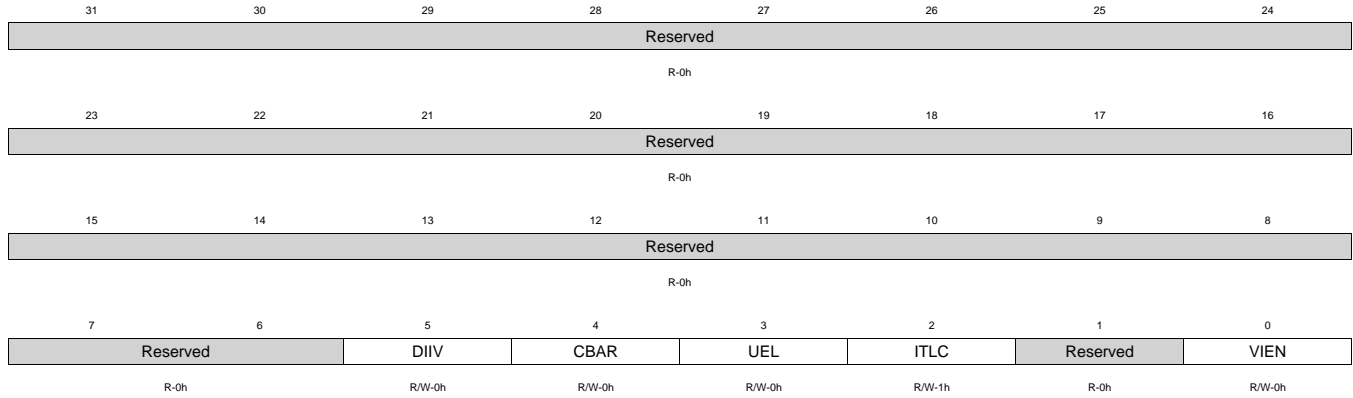 31 30 29 28 27 26 25 24
Reserved
R-0h
23 22 21 20 19 18 17 16
Reserved
R-0h
15 14 13 12 11 10 9 8
Reserved
R-0h
7 6 5 4 3 2 1 0
Reserved DIIV CBAR UEL ITLC Reserved VIEN
R-0h R/W-0h R/W-0h R/W-0h R/W-1h R-0h R/W-0h